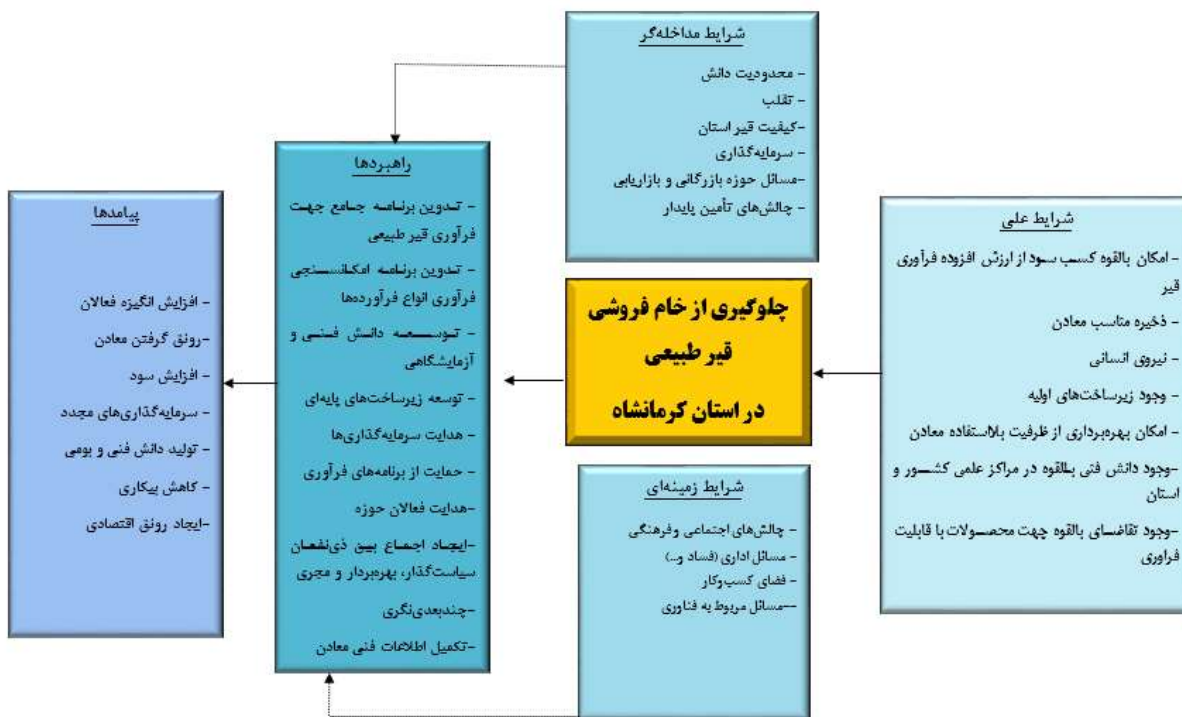 شرایط مداخله‌گر
- محدودیت دانش
- تقلب
-کیفیت قیر استان
- سرمایه‌گذاری
-مسائل حوزه بازرگانی و بازاریابی
- چالش‌های تأمین پایدار
شرایط علی
- امکان بالقوه کسب سود از ارزش افزوده فرآوری
قیر
- ذخیره مناسب معادن
- نیروی انسانی
- وجود زیرساخت‌های اولیه
- امکان بهره‌برداری از ظرفیت بلااستفاده معادن
-وجود دانش فنی بالقوه در مراکز علمی کشور و
استان
-وجود تقاضای بالقوه جهت محصولات با قابلیت
فراوری
چلوگیری از خام فروشی
قیر طبیعی
در استان کرمانشاه
شرایط زمینه‌ای
- چالش‌های اجتماعی وفرهنگی
- مسائل اداری (فساد و...)
- فضای کسب‌وکار
--مسائل مربوط به فناوری
راهبردها
- تدوین برنامه جامع جهت
فرآوری قیر طبیعی
- تدوین برنامه امکانسنجی
فرآوری انواع فرآورده‌ها
- توسعه دانش فنی و
آزمایشگاهی
- توسعه زیرساخت‌های پایه‌ای
- هدایت سرمایه‌گذاری‌ها
- حمایت از برنامه‌های فرآوری
-هدایت فعالان حوزه
-ایجاد اجماع بین ذی‌نفعان
سیاست‌گذار، بهره‌بردار و مجری
-چندبعدی‌نگری
-تکمیل اطلاعات فنی معادن
پیامدها
- افزایش انگیزه فعالان
-رونق گرفتن معادن
- افزایش سود
- سرمایه‌گذاری‌های مجدد
- تولید دانش فنی و بومی
- کاهش بیکاری
-ایجاد رونق اقتصادی